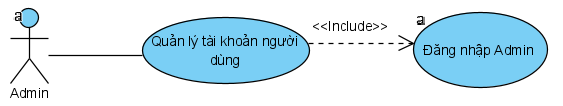 a
Admin
Quản lý tài khoản người
dùng
<<Include>>
a
Đăng nhập Admin